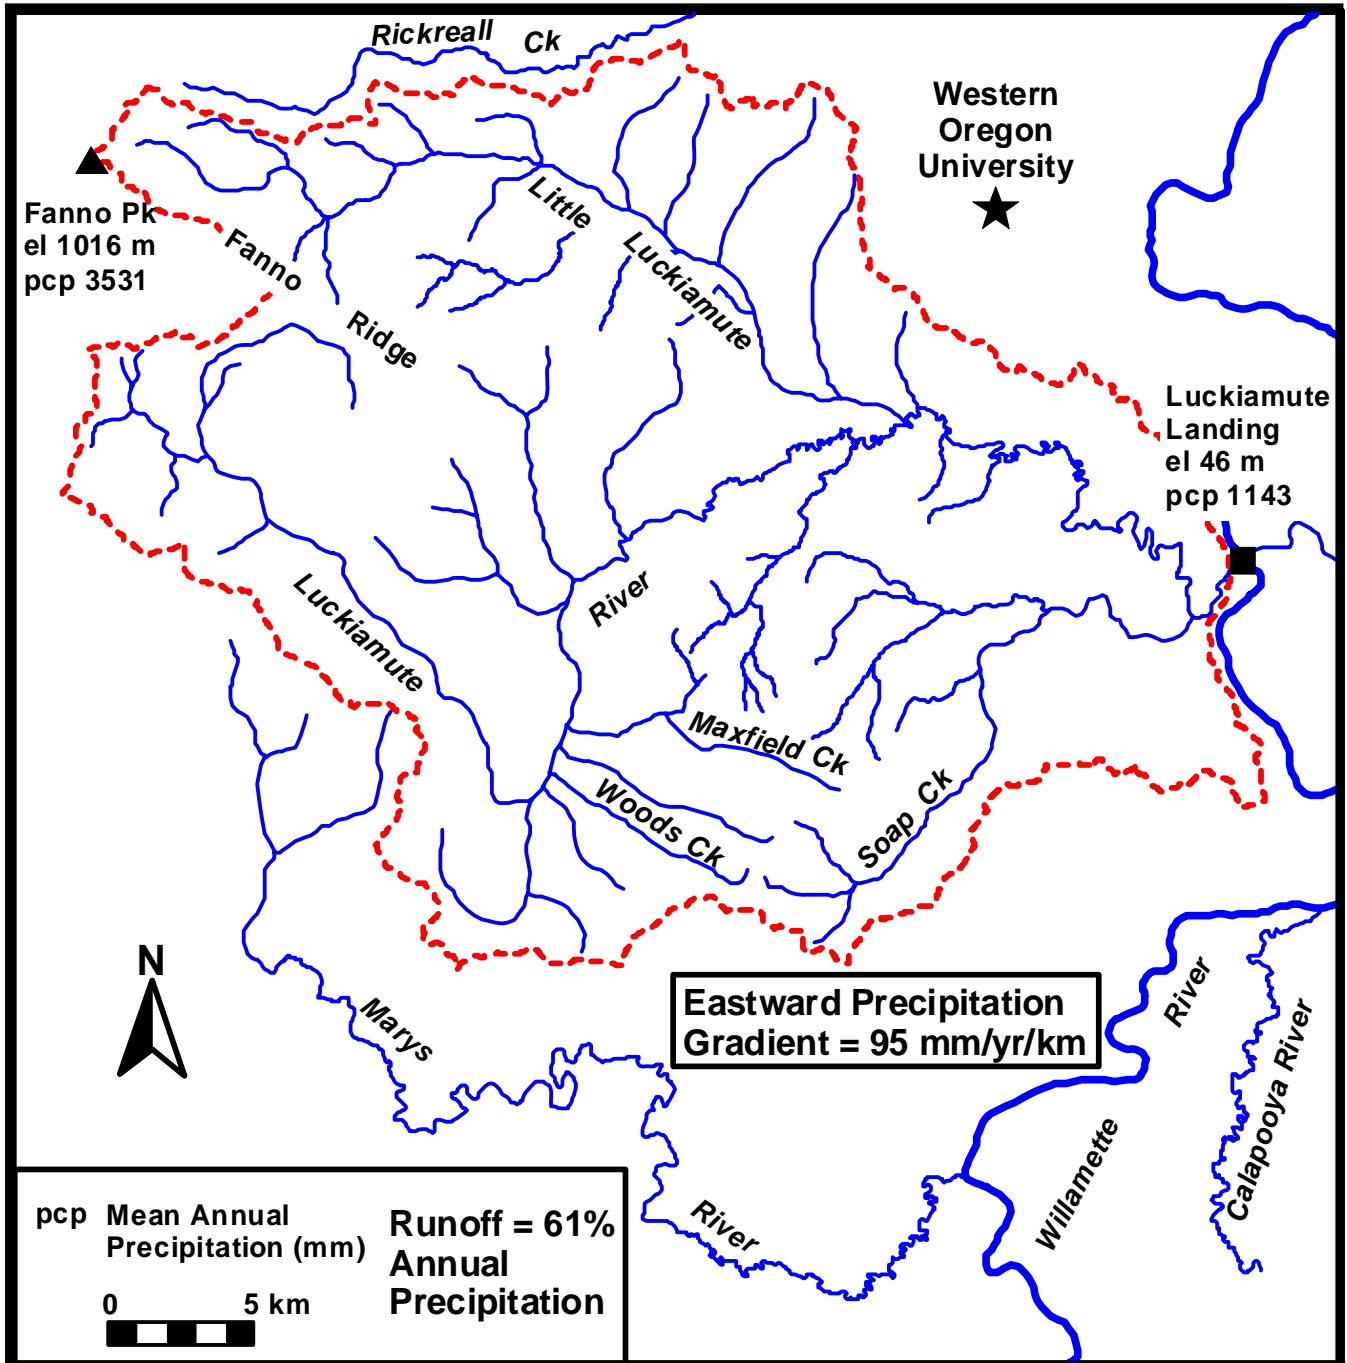 Rickreall Ck
Western
Oregon
University
Fanno Pk
el 1016 m
pcp 3531
Fanno
Ridge
Little
Luckiamute
Luckiamute
Landing
el 46 m
pcp 1143
Luckiamute
River
Maxfield Ck
Woods Ck
Soap Ck
N
Marys
River
Eastward Precipitation
Gradient = 95 mm/yr/km
River
Willamette
Calapooya River
pcp Mean Annual
Precipitation (mm)
0 5 km
Runoff = 61%
Annual
Precipitation